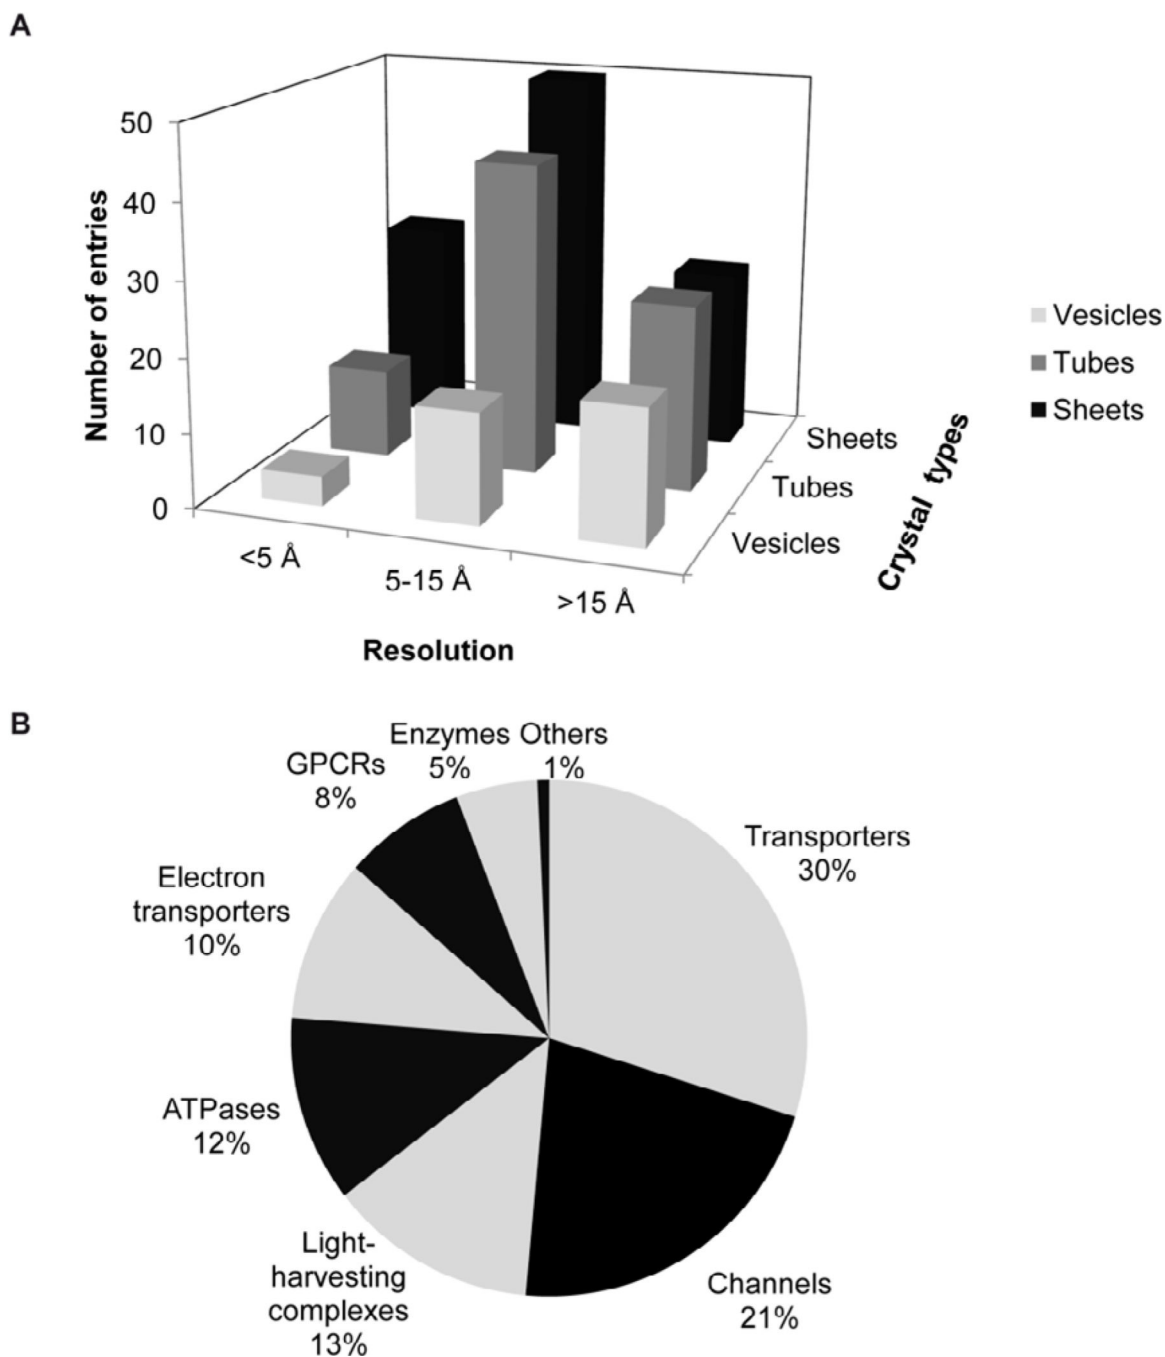 A
50
40
30
20
10
0
Number of entries
<5 Å
5-15 Å
>15 Å
Resolution
Sheets
Tubes
Vesicles
Crystal types
Vesicles
Tubes
Sheets
B
Enzymes
5%
Others
1%
GPCRs
8%
Transporters
30%
Electron
transporters
10%
ATPases
12%
Light-
harvesting
complexes
13%
Channels
21%